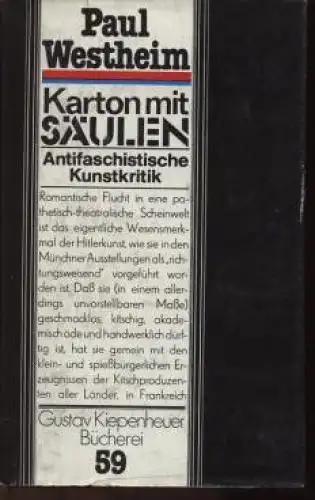 Paul
Westheim
Karton mit
SÄULEN
Antifaschistische
Kunstkritik
Romantische Flucht in eine pa-
thetisch-theatralische Scheinwelt
ist das eigentliche Wesensmerk-
mal der Hitlerkunst, wie sie in den
Münchner Ausstellungen als „rich-
tungsweisend" vorgeführt wor-
den ist. Daß sie (in einem aller-
dings unvorstellbaren Maße)
geschmacklos, kitschig, akade-
misch öde und handwerklich dürf-
tig ist, hat sie gemein mit den
klein- und spießbürgerlichen Er-
zeugnissen der Kitschproduzen-
ten aller Länder, in Frankreich
Gustav Kiepenheuer
Bücherei
59